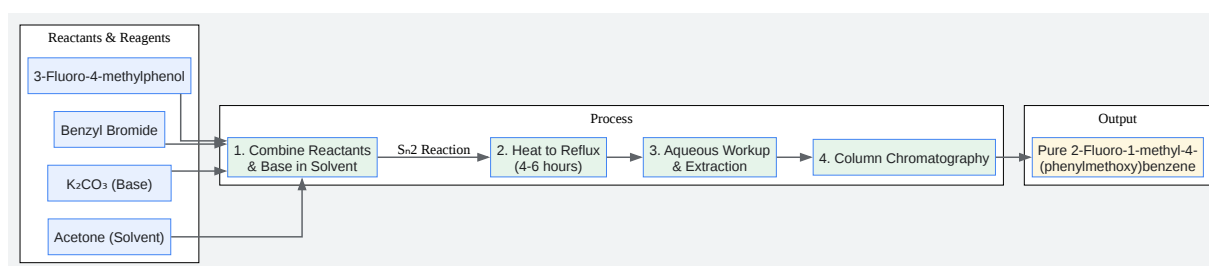 Reactants & Reagents
3-Fluoro-4-methylphenol
Benzyl Bromide
K₂CO₃ (Base)
Acetone (Solvent)
Process
1. Combine Reactants
& Base in Solvent
Sₙ2 Reaction
2. Heat to Reflux
(4-6 hours)
3. Aqueous Workup
& Extraction
4. Column Chromatography
Output
Pure 2-Fluoro-1-methyl-4-
(phenylmethoxy)benzene